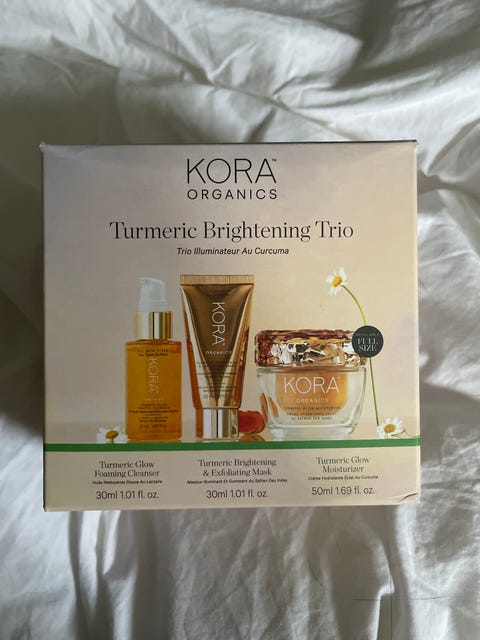 KORA™
ORGANICS
Turmeric Brightening Trio
Trio Illuminateur Au Curcuma
FULL
SIZE
KORA
ORGANICS
KORA
KORA
ORGANICS
Turmeric Glow
Foaming Cleanser
Huile Nettoyante Douce Au Lactaire
30ml 1.01 fl. oz.
Turmeric Brightening
& Exfoliating Mask
Masque Illuminant Et Gommant Au Safran Des Indes
30ml 1.01 fl. oz.
Turmeric Glow
Moisturizer
Crème Hydratante Éclat Au Curcuma
50ml 1.69 fl. oz.